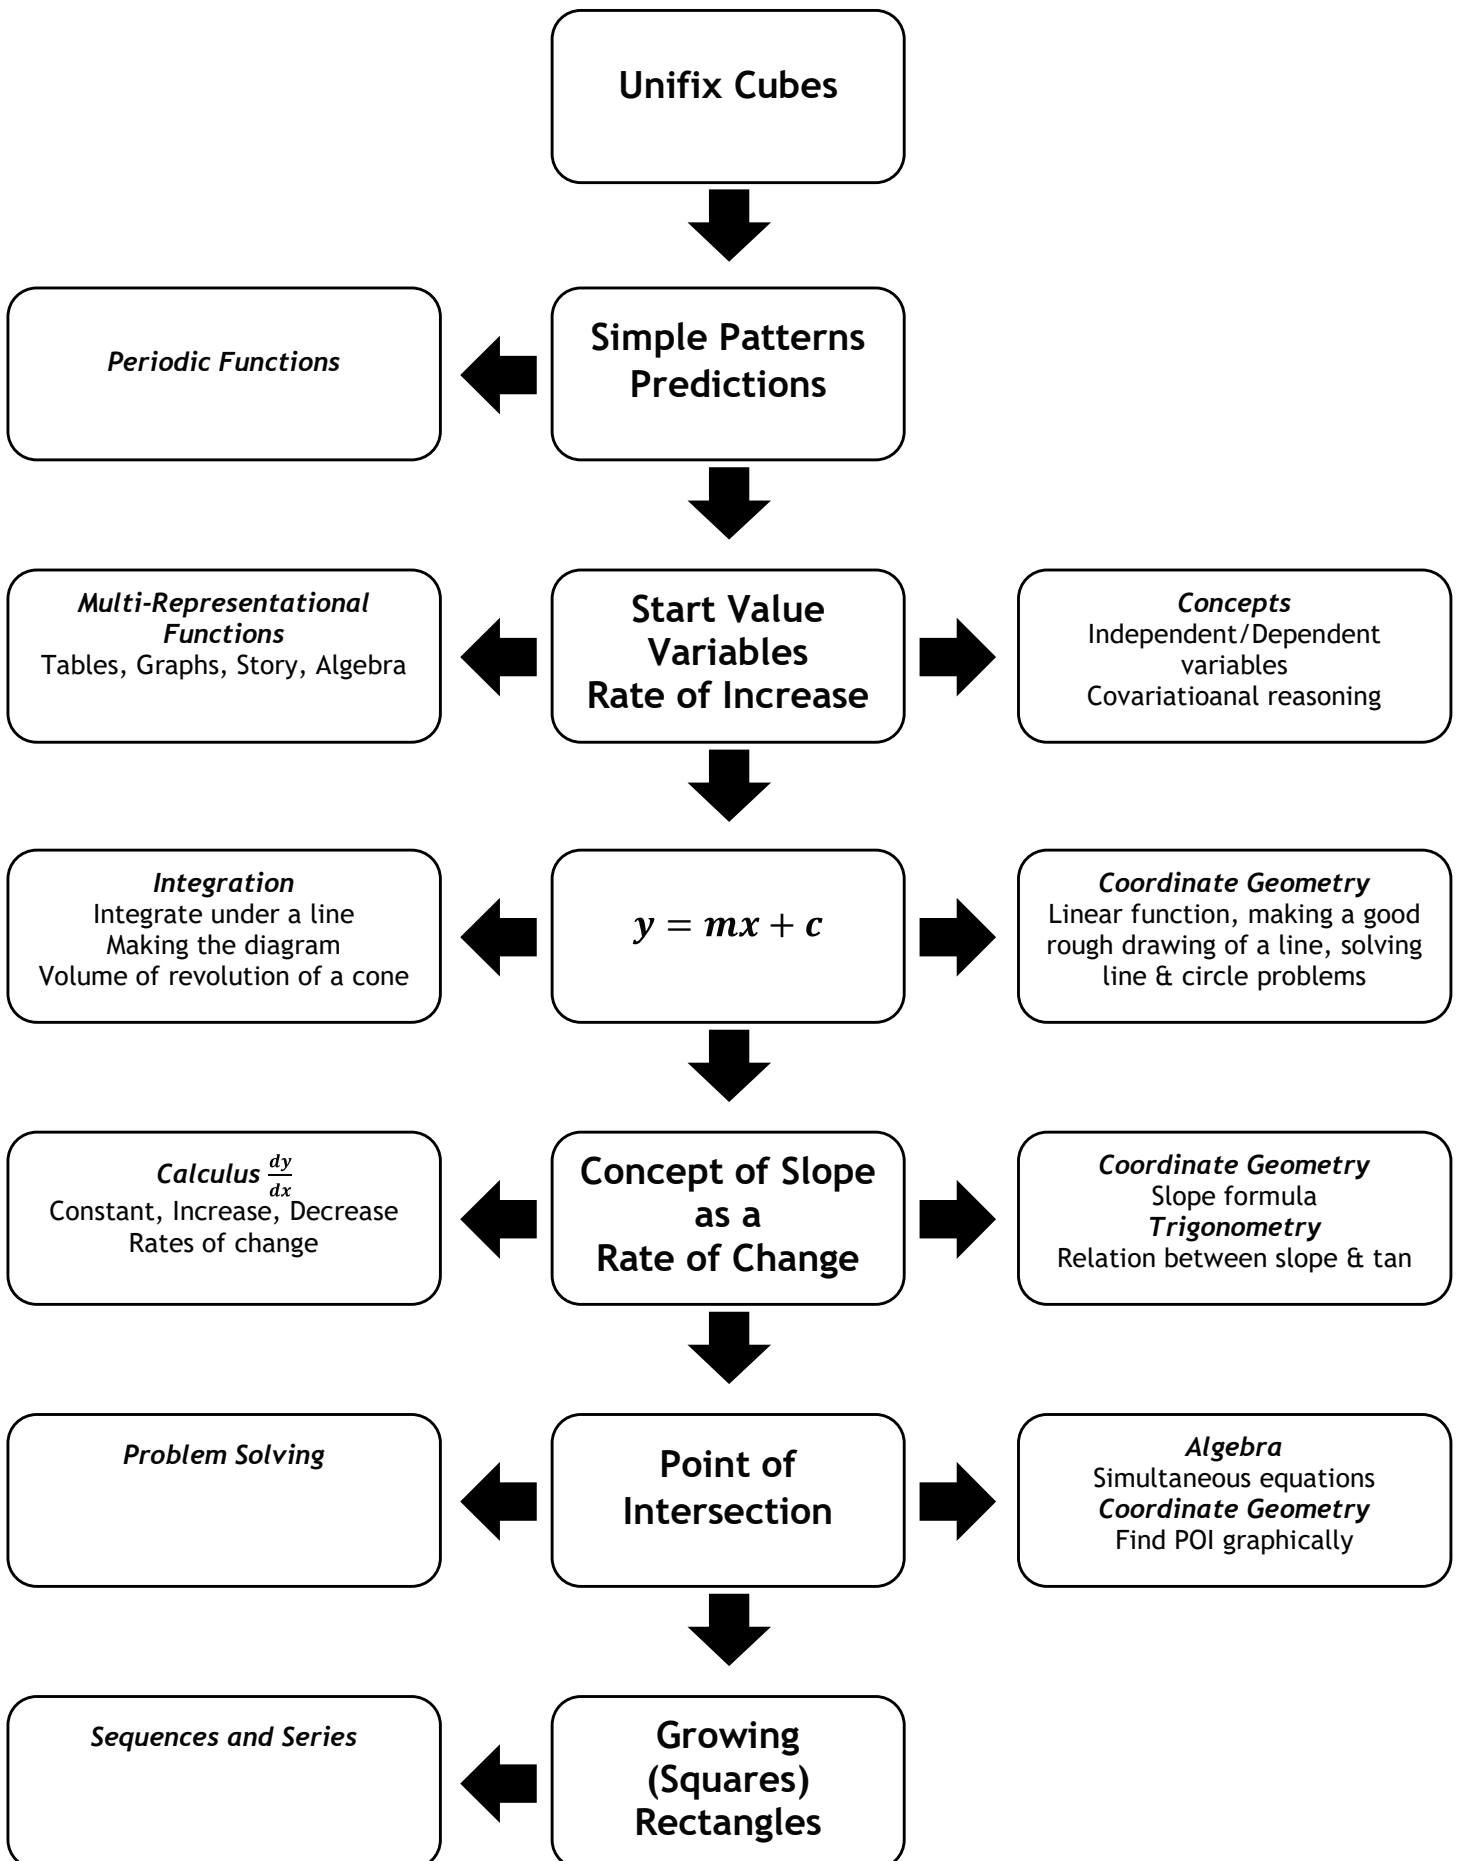 Unifix Cubes
Periodic Functions
Simple Patterns
Predictions
Multi-Representational
Functions
Tables, Graphs, Story, Algebra
Start Value
Variables
Rate of Increase
Concepts
Independent/Dependent
variables
Covariatioanal reasoning
Integration
Integrate under a line
Making the diagram
Volume of revolution of a cone
y = mx + c
Coordinate Geometry
Linear function, making a good
rough drawing of a line, solving
line & circle problems
Calculus dy/dx
Constant, Increase, Decrease
Rates of change
Concept of Slope
as a
Rate of Change
Coordinate Geometry
Slope formula
Trigonometry
Relation between slope & tan
Problem Solving
Point of
Intersection
Algebra
Simultaneous equations
Coordinate Geometry
Find POI graphically
Sequences and Series
Growing
(Squares)
Rectangles